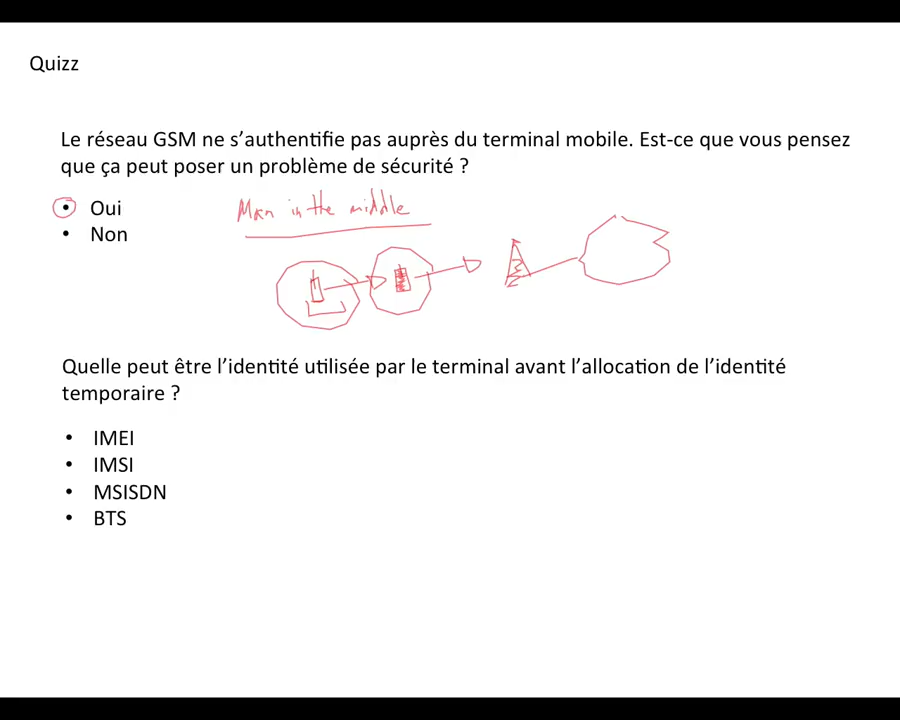 Quizz
Le réseau GSM ne s’authentifie pas auprès du terminal mobile. Est-ce que vous pensez
que ça peut poser un problème de sécurité ?
• Oui
Man in the middle
• Non
Quelle peut être l’identité utilisée par le terminal avant l’allocation de l’identité
temporaire ?
• IMEI
• IMSI
• MSISDN
• BTS